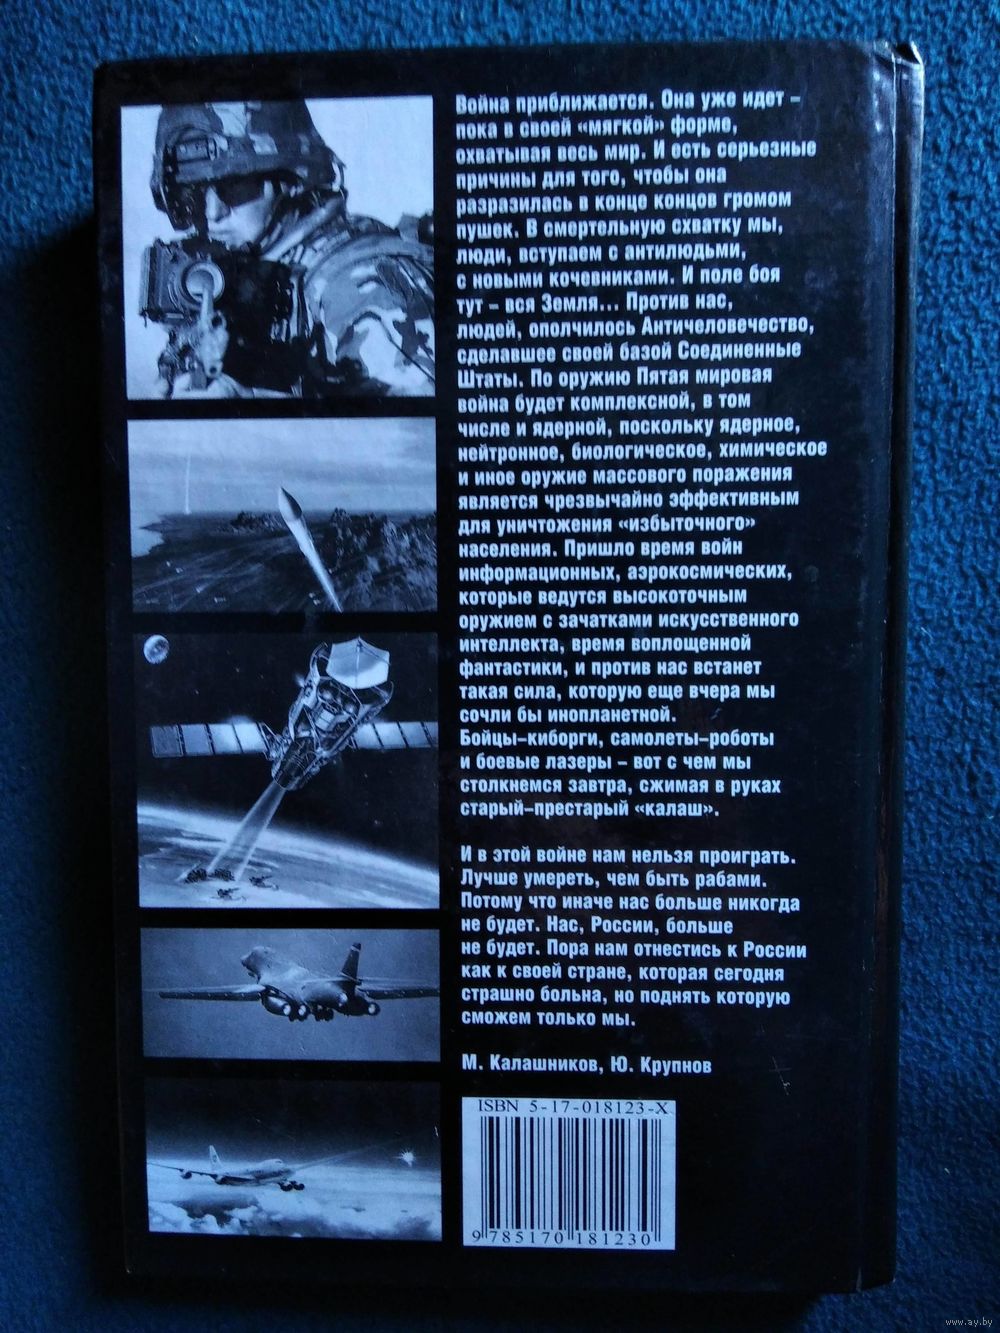 Война приближается. Она уже идет –
пока в своей «мягкой» форме,
охватывая весь мир. И есть серьезные
причины для того, чтобы она
разразилась в конце концов громом
пушек. В смертельную схватку мы,
люди, вступаем с антилюдьми,
с новыми кочевниками. И поле боя
тут – вся Земля... Против нас,
людей, ополчилось Античеловечество,
сделавшее своей базой Соединенные
Штаты. По оружию Пятая мировая
война будет комплексной, в том
числе и ядерной, поскольку ядерное,
нейтронное, биологическое, химическое
и иное оружие массового поражения
является чрезвычайно эффективным
для уничтожения «избыточного»
населения. Пришло время войн
информационных, аэрокосмических,
которые ведутся высокоточным
оружием с зачатками искусственного
интеллекта, время воплощенной
фантастики, и против нас встанет
такая сила, которую еще вчера мы
сочли бы инопланетной.
Бойцы-киборги, самолеты-роботы
и боевые лазеры – вот с чем мы
столкнемся завтра, сжимая в руках
старый-престарый «калаш».
И в этой войне нам нельзя проиграть.
Лучше умереть, чем быть рабами.
Потому что иначе нас больше никогда
не будет. Нас, России, больше
не будет. Пора нам отнестись к России
как к своей стране, которая сегодня
страшно больна, но поднять которую
сможем только мы.
М. Калашников, Ю. Крупнов
ISBN 5-17-018123-X
9 785170 181230
www.ay.by